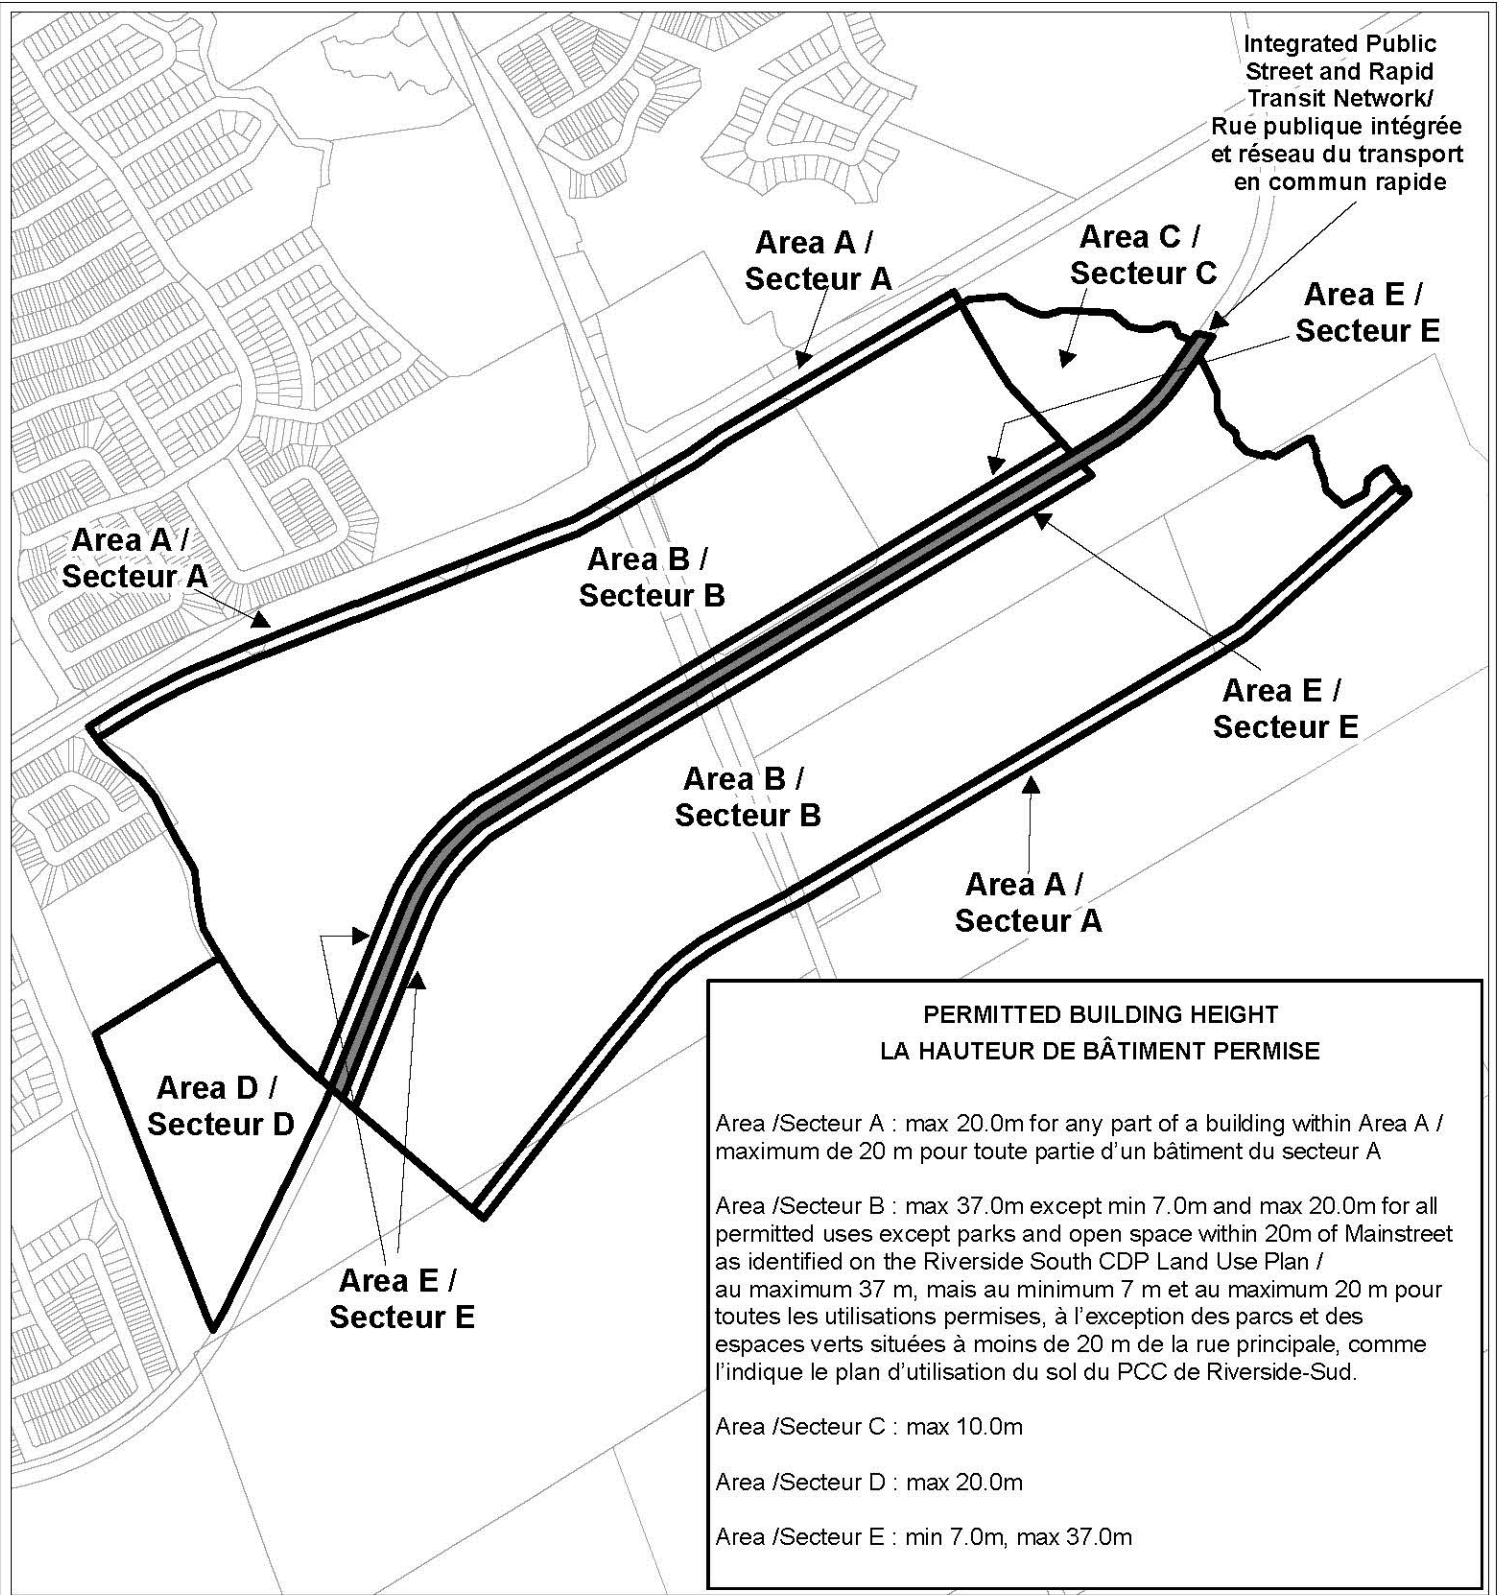 Integrated Public
Street and Rapid
Transit Network/
Rue publique intégrée
et réseau du transport
en commun rapide
Area A /
Secteur A
Area C /
Secteur C
Area E /
Secteur E
Area A /
Secteur A
Area B /
Secteur B
Area E /
Secteur E
Area B /
Secteur B
Area A /
Secteur A
Area D /
Secteur D
Area E /
Secteur E
PERMITTED BUILDING HEIGHT
LA HAUTEUR DE BÂTIMENT PERMISE
Area /Secteur A : max 20.0m for any part of a building within Area A /
maximum de 20 m pour toute partie d'un bâtiment du secteur A
Area /Secteur B : max 37.0m except min 7.0m and max 20.0m for all
permitted uses except parks and open space within 20m of Mainstreet
as identified on the Riverside South CDP Land Use Plan /
au maximum 37 m, mais au minimum 7 m et au maximum 20 m pour
toutes les utilisations permises, à l'exception des parcs et des
espaces verts situées à moins de 20 m de la rue principale, comme
l'indique le plan d'utilisation du sol du PCC de Riverside-Sud.
Area /Secteur C : max 10.0m
Area /Secteur D : max 20.0m
Area /Secteur E : min 7.0m, max 37.0m